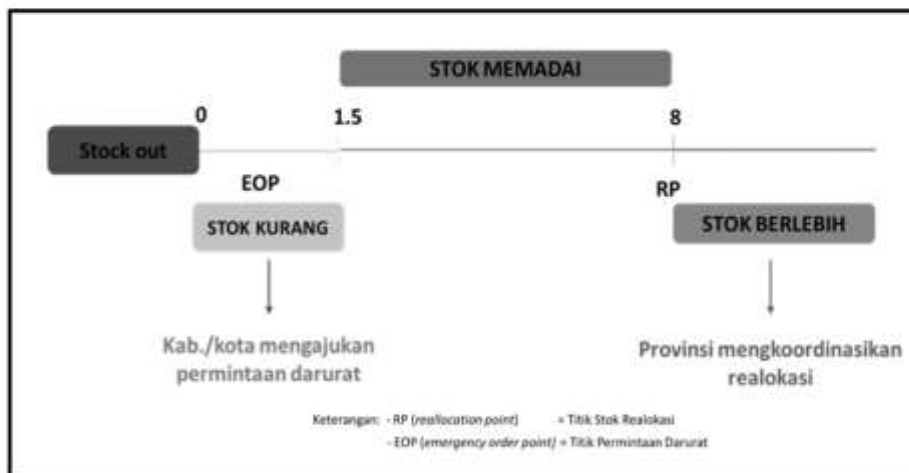 STOK MEMADAI
0
1.5
8
Stock out
EOP
RP
STOK KURANG
STOK BERLEBIH
Kab./kota mengajukan
permintaan darurat
Provinsi mengkoordinasikan
realokasi
Keterangan: - RP (reallocation point) = Titik Stok Realokasi
- EOP (emergency order point) = Titik Permintaan Darurat